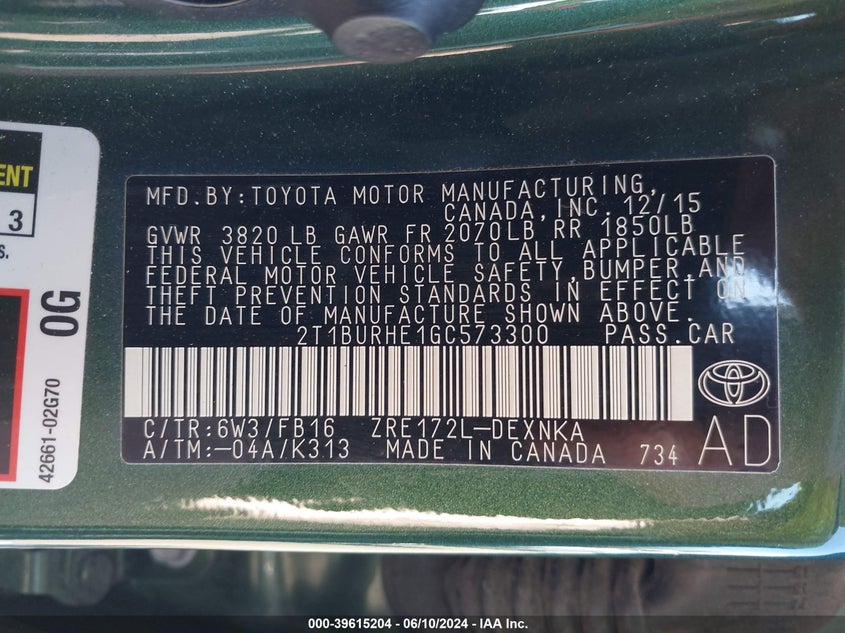 ENT
3
S.
OG
42661-02G70
MFD.BY:TOYOTA MOTOR MANUFACTURING,
CANADA,INC. 12/15
GVWR 3820 LB GAWR FR 2070LB RR 1850LB
THIS VEHICLE CONFORMS TO ALL APPLICABLE
FEDERAL MOTOR VEHICLE SAFETY,BUMPER,AND
THEFT PREVENTION STANDARDS IN EFFECT ON
THE DATE OF MANUFACTURE SHOWN ABOVE.
2T1BURHE1GC573300 PASS.CAR
C/TR:6W3/FB16 ZRE172L-DEXNKA
A/TM:-04A/K313 MADE IN CANADA 734
AD
000-39615204 - 06/10/2024 - IAA Inc.